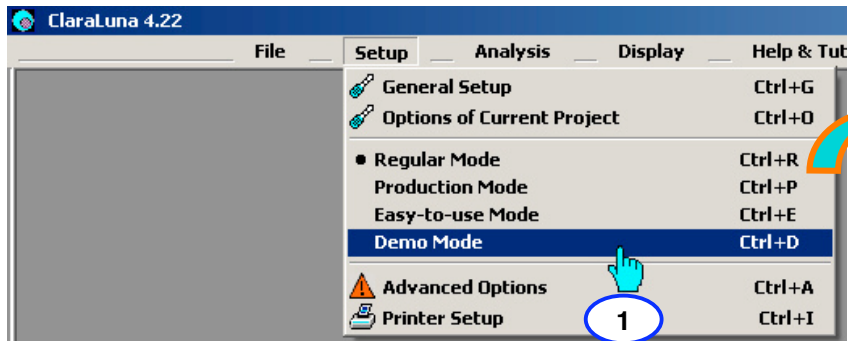 ClaraLuna 4.22
File Setup Analysis Display Help & Tut
General Setup Ctrl+G
Options of Current Project Ctrl+O
Regular Mode Ctrl+R
Production Mode Ctrl+P
Easy-to-use Mode Ctrl+E
Demo Mode Ctrl+D
Advanced Options Ctrl+A
Printer Setup Ctrl+I
1